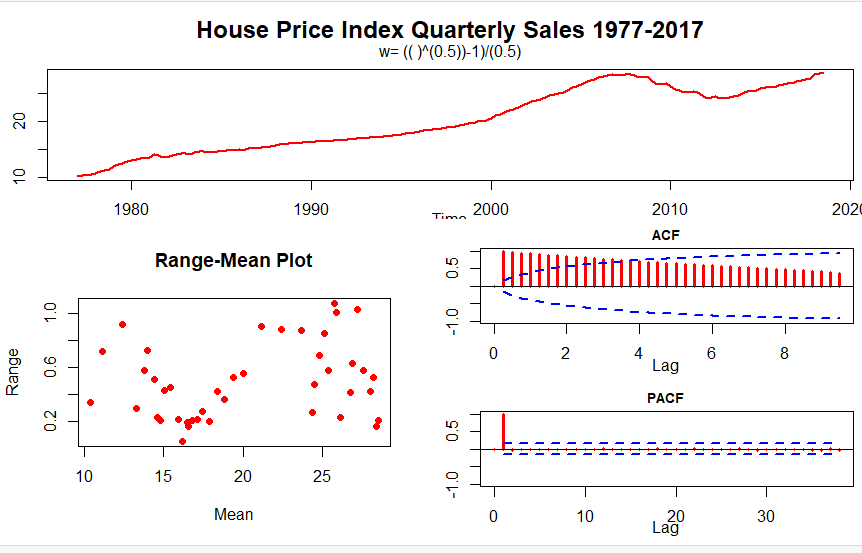 House Price Index Quarterly Sales 1977-2017
w= (( )^(0.5))-1)/(0.5)
10 20
1980 1990 2000 2010 2020
Time
Range-Mean Plot
Range
0.2 0.6 1.0
10 15 20 25
Mean
ACF
-1.0 0.5
0 2 4 6 8
Lag
PACF
-1.0 0.5
0 10 20 30
Lag